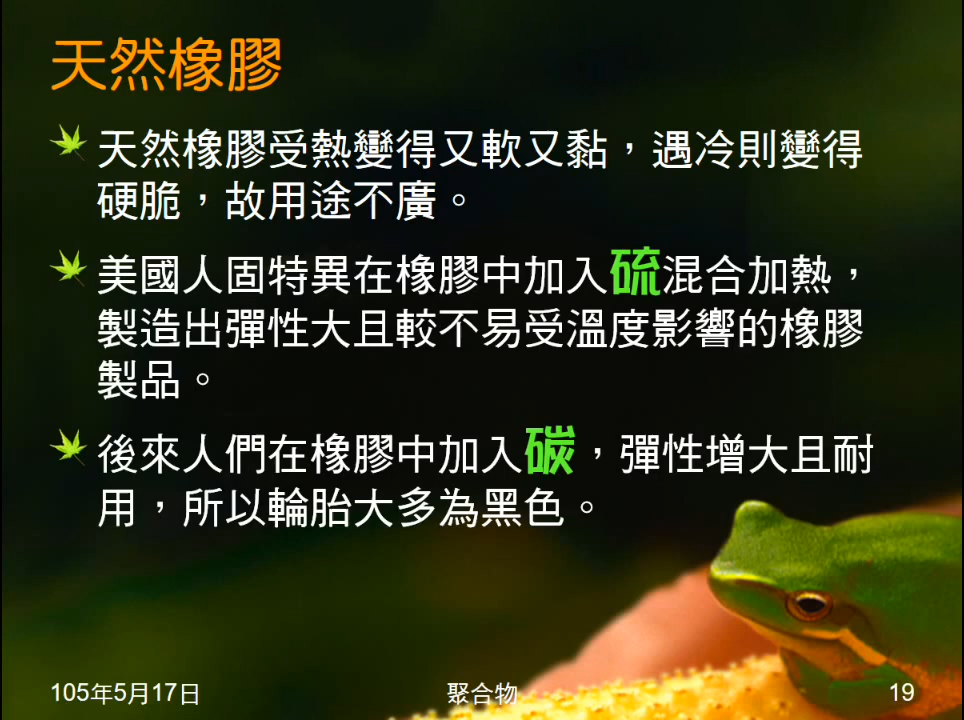 天然橡膠
天然橡膠受熱變得又軟又黏，遇冷則變得
硬脆，故用途不廣。
美國人固特異在橡膠中加入硫混合加熱，
製造出彈性大且較不易受溫度影響的橡膠
製品。
後來人們在橡膠中加入碳，彈性增大且耐
用，所以輪胎大多為黑色。
105年5月17日
聚合物
19